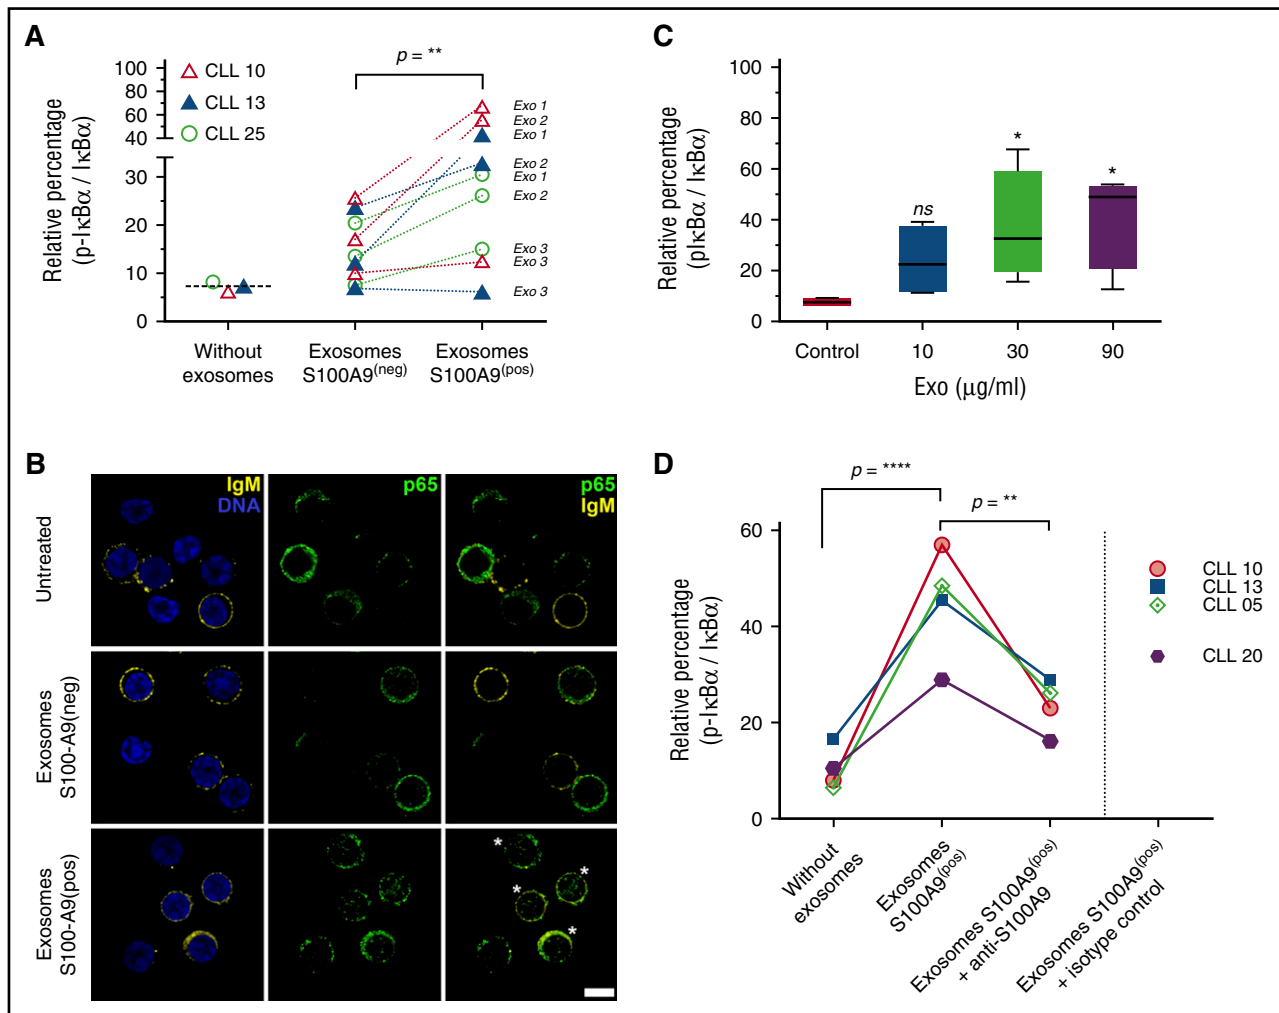 A
Relative percentage
(p-IκBα / IκBα)
100
80
60
40
30
20
10
0
CLL 10
CLL 13
CLL 25
p = **
Exo 1
Exo 2
Exo 1
Exo 2
Exo 1
Exo 2
Exo 3
Exo 3
Exo 3
Without
exosomes
Exosomes
S100A9(neg)
Exosomes
S100A9(pos)
C
Relative percentage
(pIκBα / IκBα)
100
80
60
40
20
0
ns
*
*
Control
10
30
90
Exo (μg/ml)
B
Untreated
Exosomes
S100-A9(neg)
Exosomes
S100-A9(pos)
IgM
DNA
p65
p65
IgM
*
*
*
*
D
Relative percentage
(p-IκBα / IκBα)
60
40
20
0
p = ****
p = **
CLL 10
CLL 13
CLL 05
CLL 20
Without
exosomes
Exosomes
S100A9(pos)
Exosomes S100A9(pos)
+ anti-S100A9
Exosomes S100A9(pos)
+ isotype control